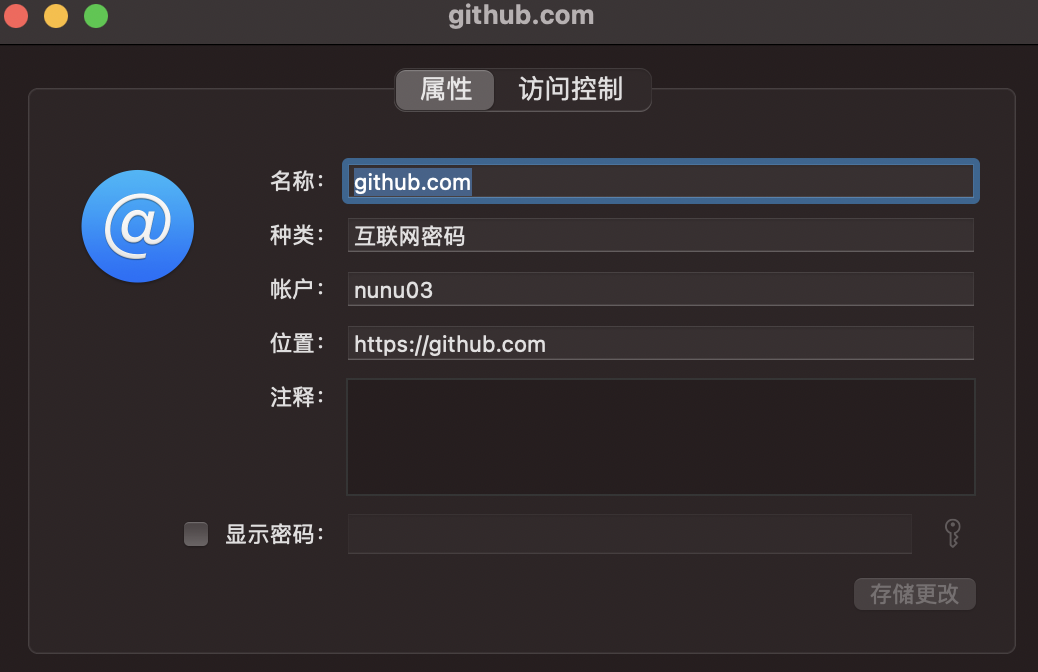 github.com
属性 访问控制
名称： github.com
种类： 互联网密码
帐户： nunu03
位置： https://github.com
注释：
显示密码：
存储更改